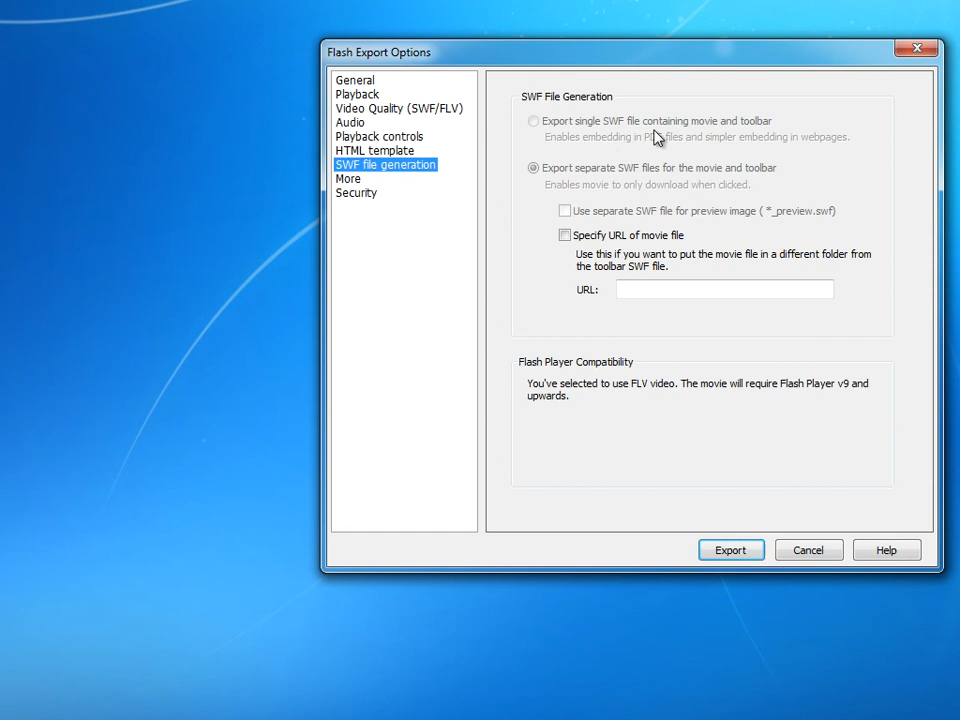 Flash Export Options
General
Playback
Video Quality (SWF/FLV)
Audio
Playback controls
HTML template
SWF file generation
More
Security
SWF File Generation
Export single SWF file containing movie and toolbar
Enables embedding in PDF files and simpler embedding in webpages.
Export separate SWF files for the movie and toolbar
Enables movie to only download when clicked.
Use separate SWF file for preview image ( *_preview.swf)
Specify URL of movie file
Use this if you want to put the movie file in a different folder from
the toolbar SWF file.
URL:
Flash Player Compatibility
You've selected to use FLV video. The movie will require Flash Player v9 and
upwards.
Export
Cancel
Help